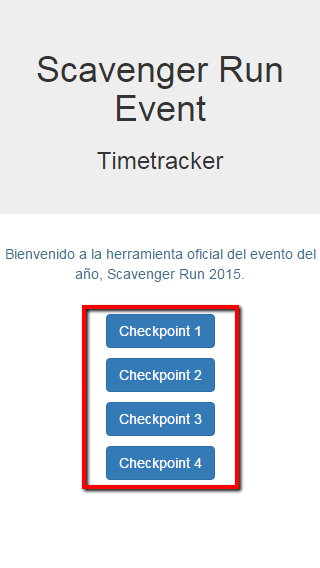 Scavenger Run
Event
Timetracker
Bienvenido a la herramienta oficial del evento del
año, Scavenger Run 2015.
Checkpoint 1
Checkpoint 2
Checkpoint 3
Checkpoint 4